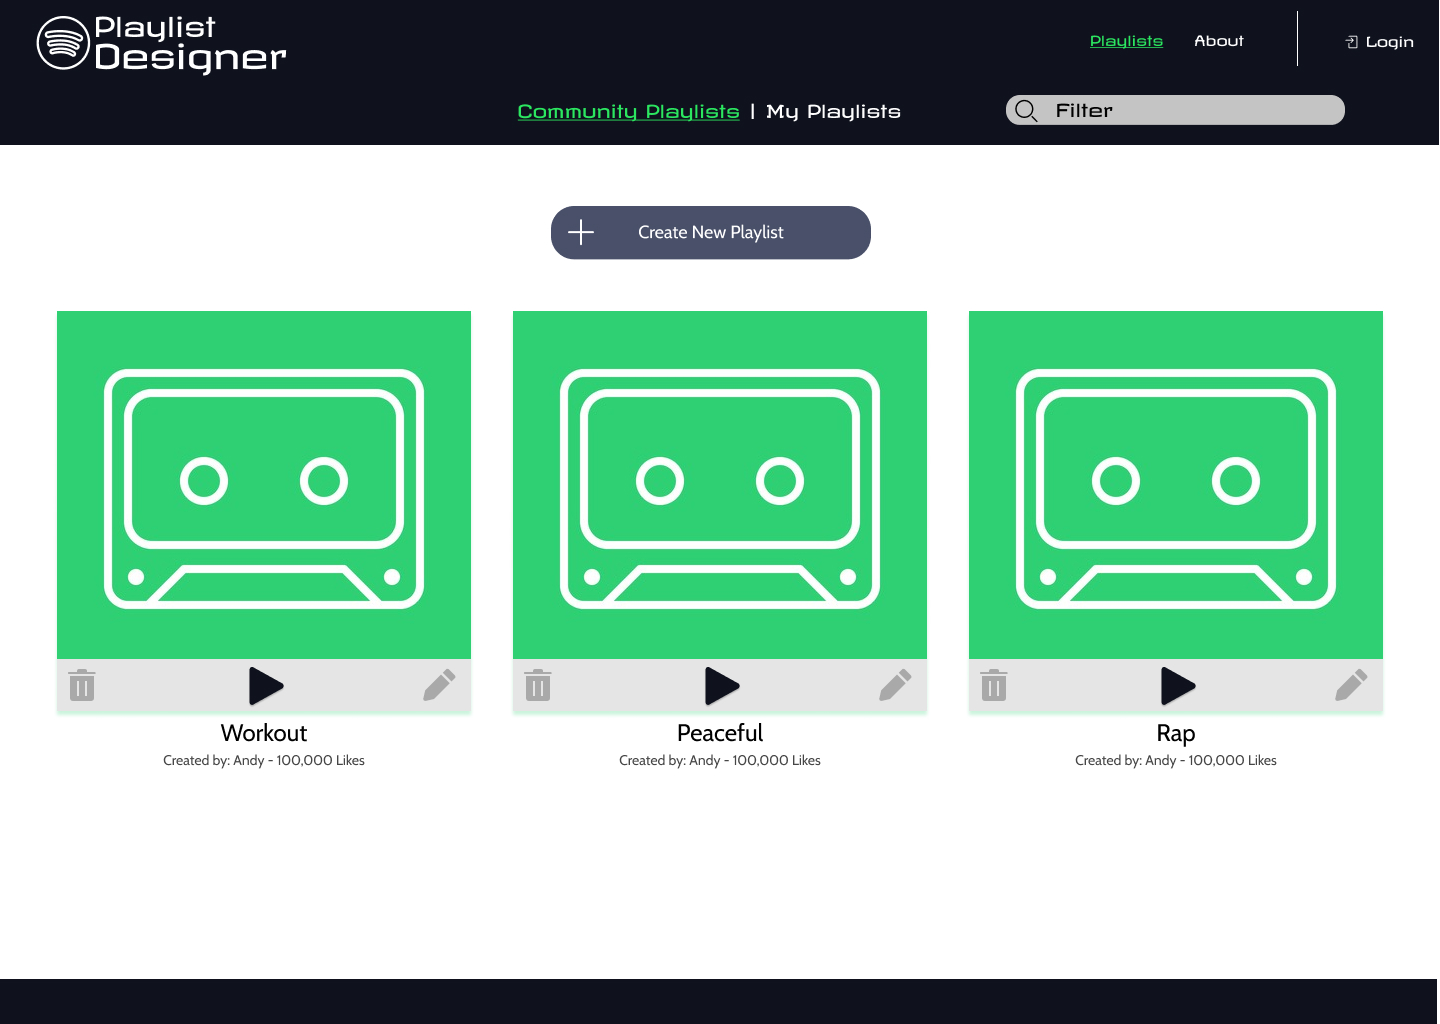 Playlist
Designer
Playlists
About
Login
Community Playlists | My Playlists
Filter
Create New Playlist
Workout
Created by: Andy - 100,000 Likes
Peaceful
Created by: Andy - 100,000 Likes
Rap
Created by: Andy - 100,000 Likes